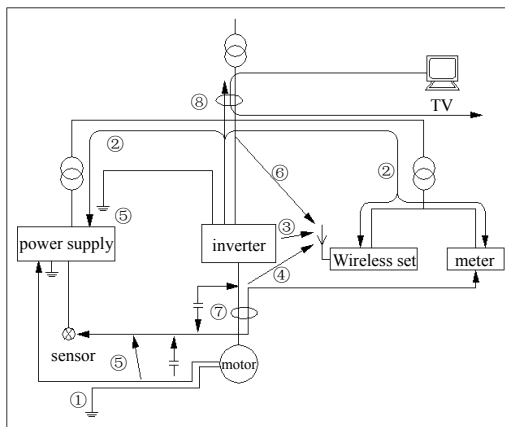 TV
⑧
②
⑥
②
⑤
③
power supply
inverter
Wireless set
meter
④
⑦
sensor
⑤
motor
①